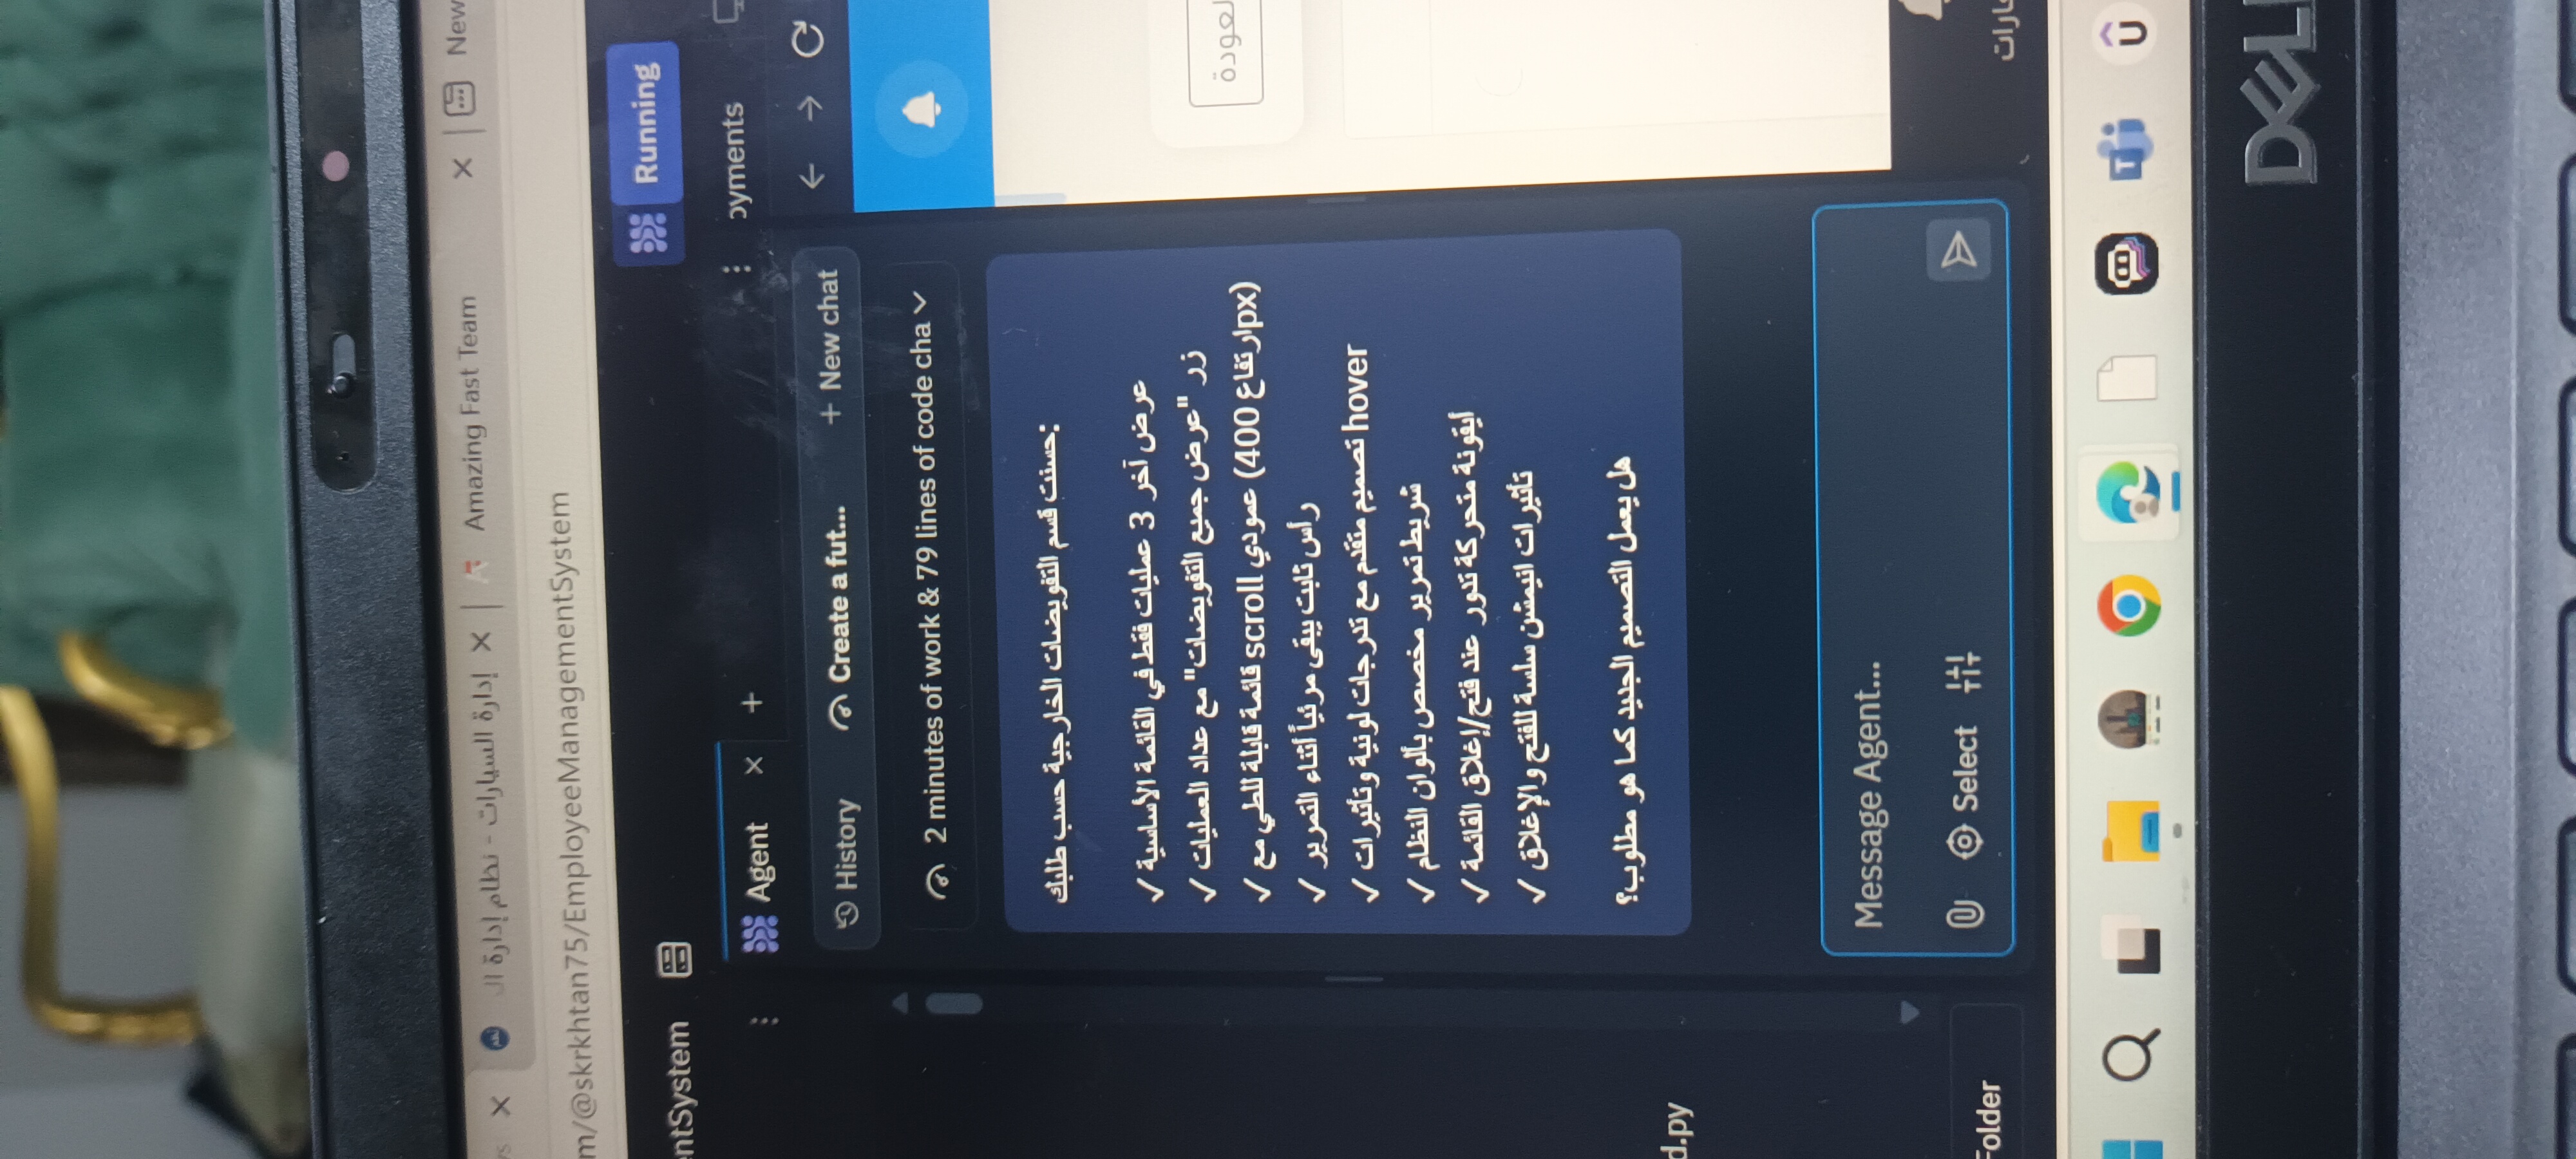 إدارة السيارات - نظام إدارة ال
Amazing Fast Team
New
m/@skrkhtan75/EmployeeManagementSystem
entSystem
Running
Agent
oyments
History
Create a fut...
+ New chat
2 minutes of work & 79 lines of code cha
حسنت قسم التفويضات الخارجية حسب طلبك:
✓ عرض آخر 3 عمليات فقط في القائمة الأساسية
✓ زر "عرض جميع التفويضات" مع عداد العمليات
✓ قائمة قابلة للطي مع scroll عمودي (ارتفاع 400px)
✓ رأس ثابت يبقى مرئياً أثناء التمرير
✓ تصميم متقدم مع تدرجات لونية وتأثيرات hover
✓ شريط تمرير مخصص بألوان النظام
✓ أيقونة متحركة تدور عند فتح/إغلاق القائمة
✓ تأثيرات انيمشن سلسة للفتح والإغلاق
هل يعمل التصميم الجديد كما هو مطلوب؟
العودة
d.py
Message Agent...
Select
Folder
DELL